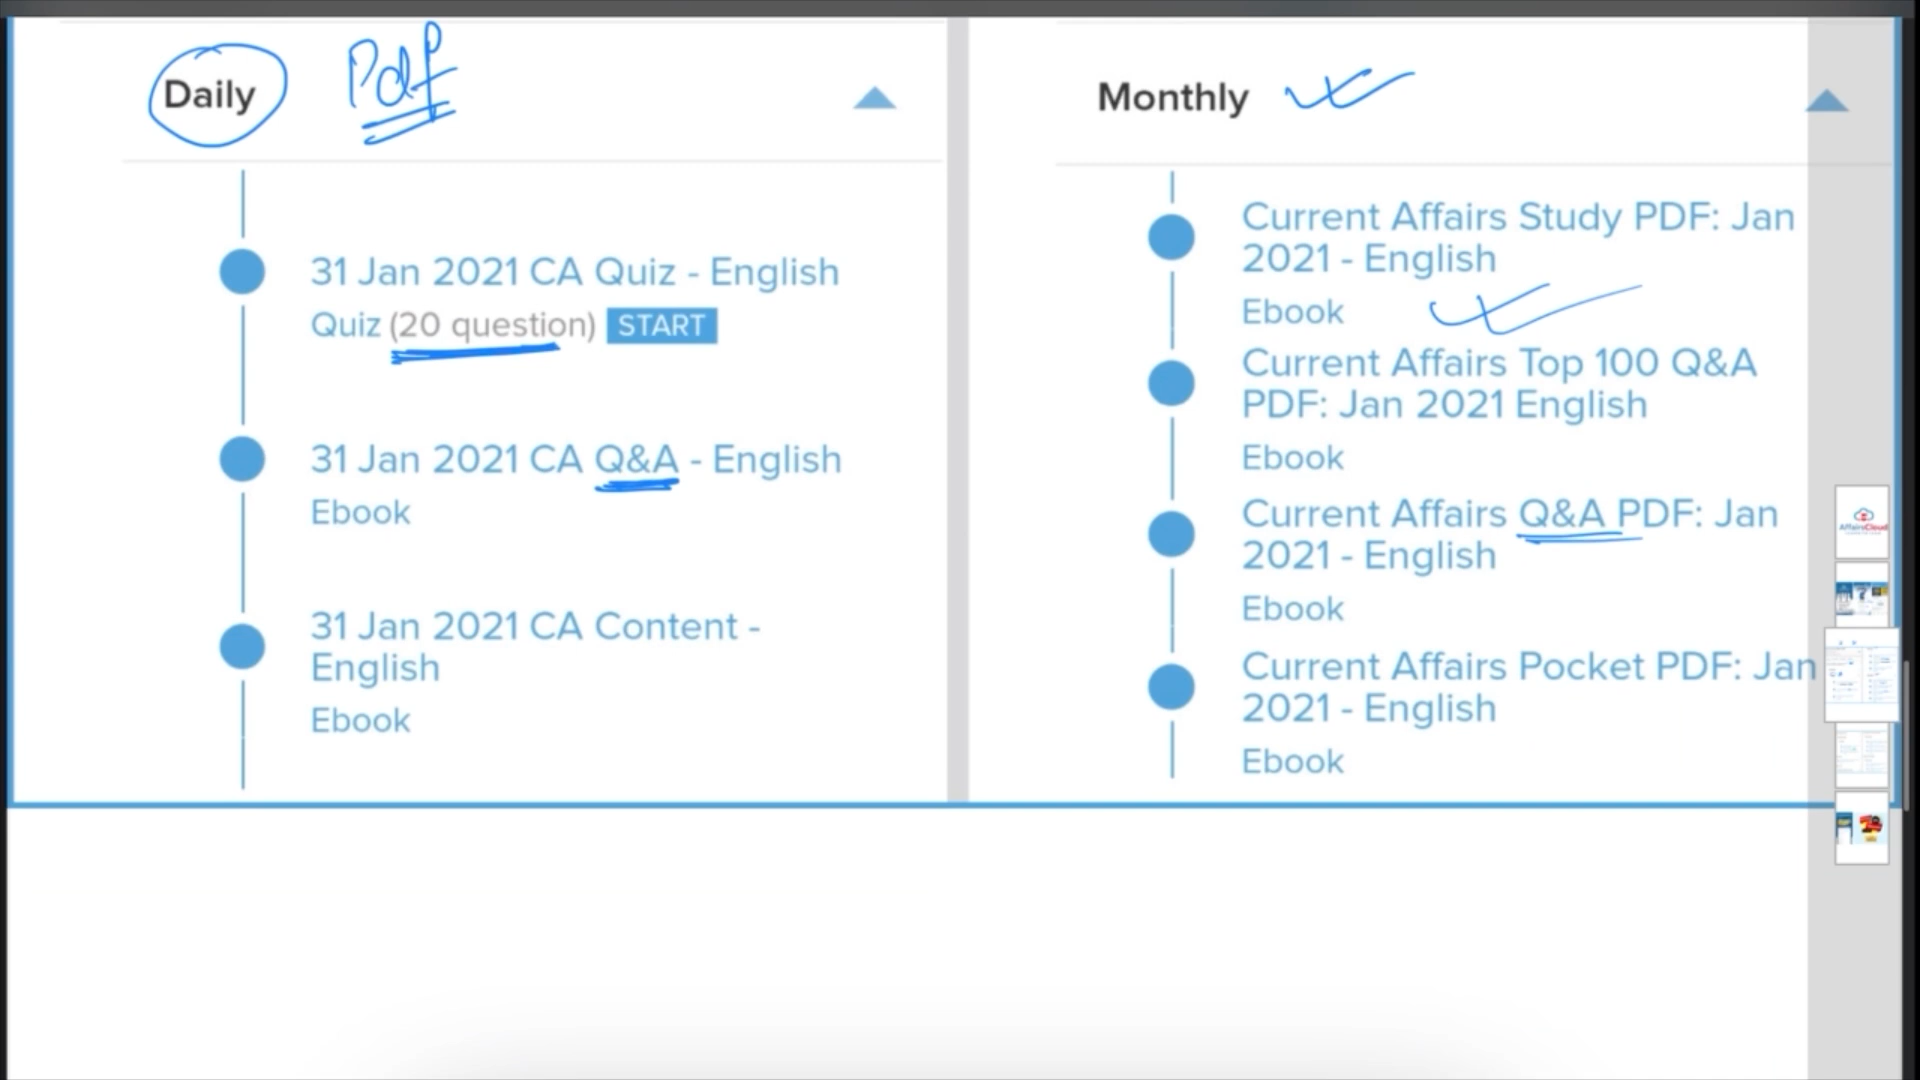 Daily Pdf
31 Jan 2021 CA Quiz - English
Quiz (20 question) START
31 Jan 2021 CA Q&A - English
Ebook
31 Jan 2021 CA Content -
English
Ebook
Monthly
Current Affairs Study PDF: Jan
2021 - English
Ebook
Current Affairs Top 100 Q&A
PDF: Jan 2021 English
Ebook
Current Affairs Q&A PDF: Jan
2021 - English
Ebook
Current Affairs Pocket PDF: Jan
2021 - English
Ebook
AffairsCloud